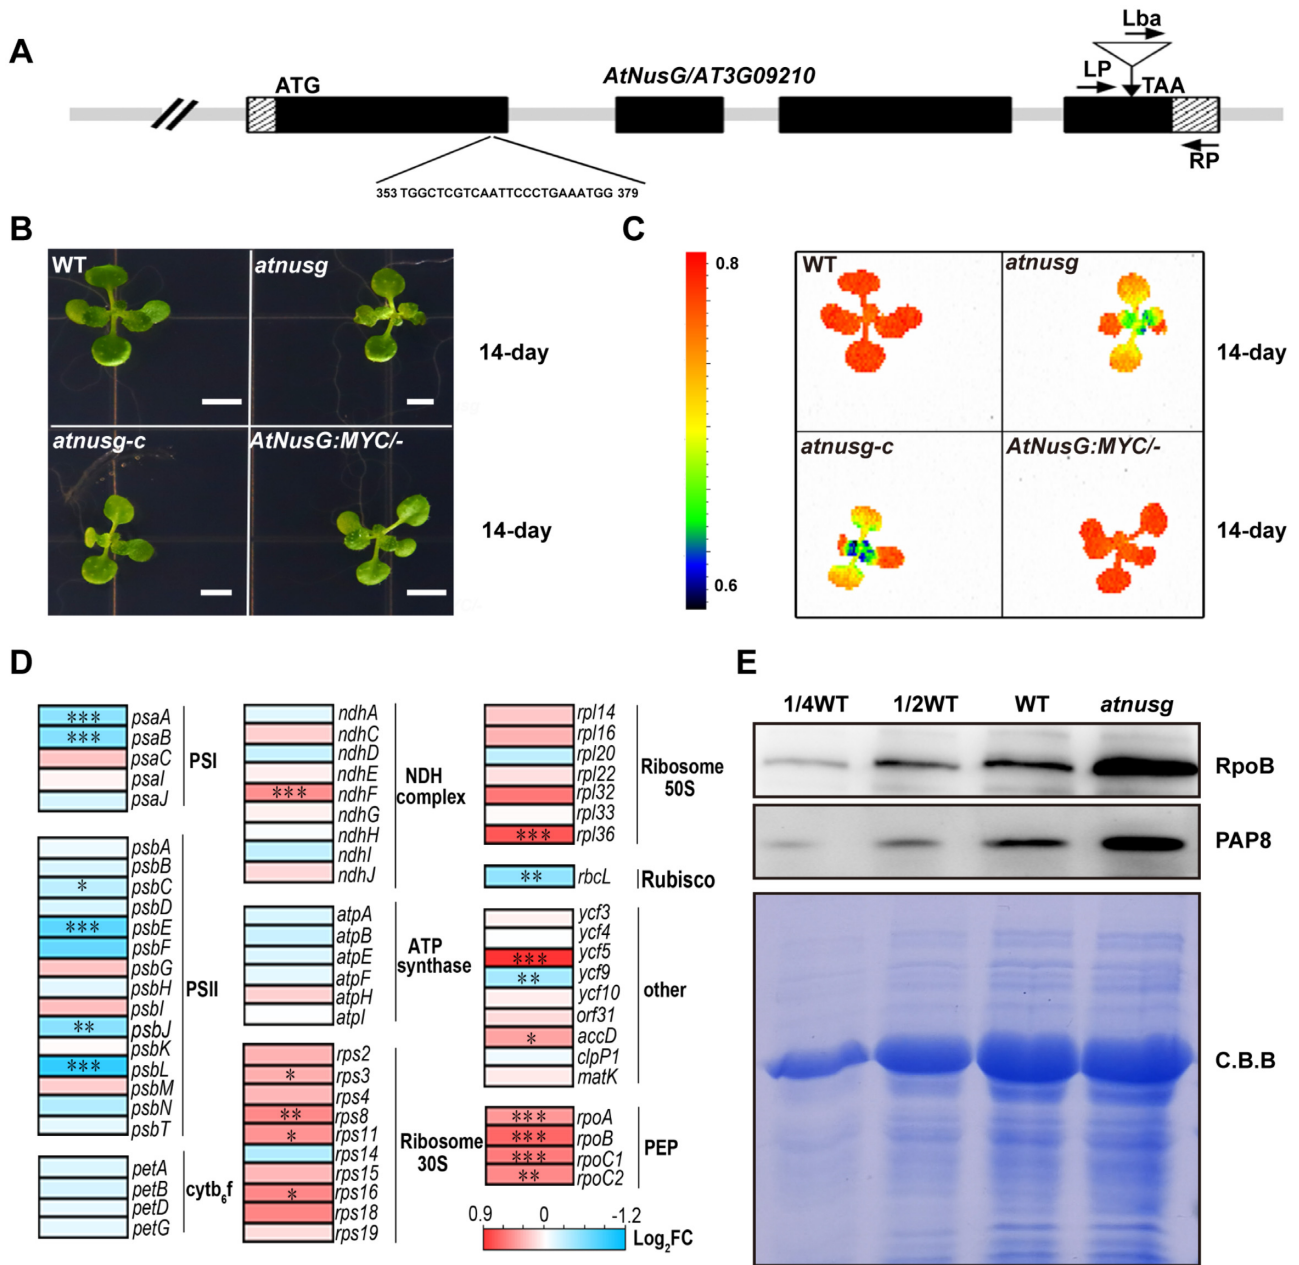 A
Lba
ATG
AtNusG/AT3G09210
LP
TAA
RP
353 TGGCTCGTCAATTCCCTGAAATGG 379
B
WT
atnusg
14-day
atnusg-c
AtNusG:MYC/-
14-day
C
0.8
0.6
WT
atnusg
14-day
atnusg-c
AtNusG:MYC/-
14-day
D
*** psaA
*** psaB
psaC
psaI
psaJ
PSI
psbA
psbB
* psbC
psbD
*** psbE
psbF
psbG
psbH
psbI
** psbJ
psbK
*** psbL
psbM
psbN
psbT
PSII
petA
petB
petD
petG
cytb6f
ndhA
ndhC
ndhD
ndhE
*** ndhF
ndhG
ndhH
ndhI
ndhJ
NDH
complex
atpA
atpB
atpE
atpF
atpH
atpI
ATP
synthase
rps2
* rps3
rps4
** rps8
* rps11
rps14
rps15
* rps16
rps18
rps19
Ribosome
30S
rpl14
rpl16
rpl20
rpl22
rpl32
rpl33
*** rpl36
Ribosome
50S
** rbcL
Rubisco
ycf3
ycf4
*** ycf5
** ycf9
ycf10
orf31
* accD
clpP1
matK
other
*** rpoA
*** rpoB
*** rpoC1
** rpoC2
PEP
0.9 0 -1.2
Log2FC
E
1/4WT 1/2WT WT atnusg
RpoB
PAP8
C.B.B